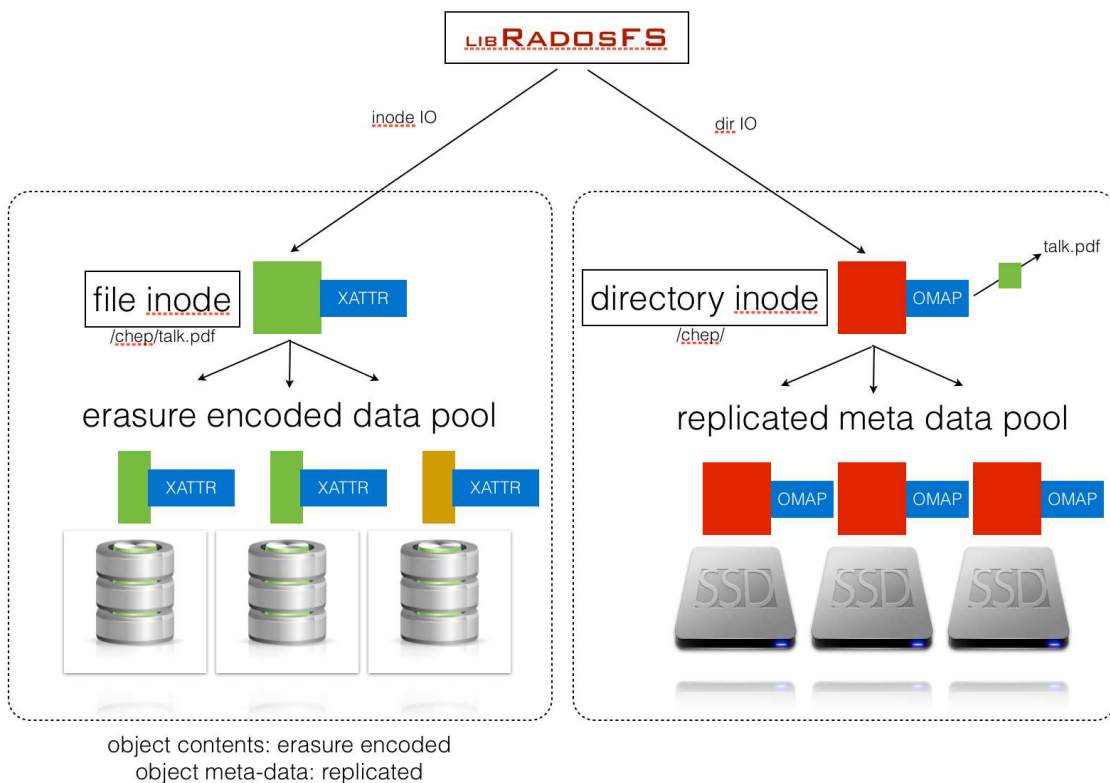 LIBRADOSFS
inode IO
dir IO
talk.pdf
file inode
XATTR
directory inode
OMAP
/chep/talk.pdf
/chep/
erasure encoded data pool
replicated meta data pool
XATTR
XATTR
XATTR
OMAP
OMAP
OMAP
SSD
SSD
SSD
object contents: erasure encoded
object meta-data: replicated